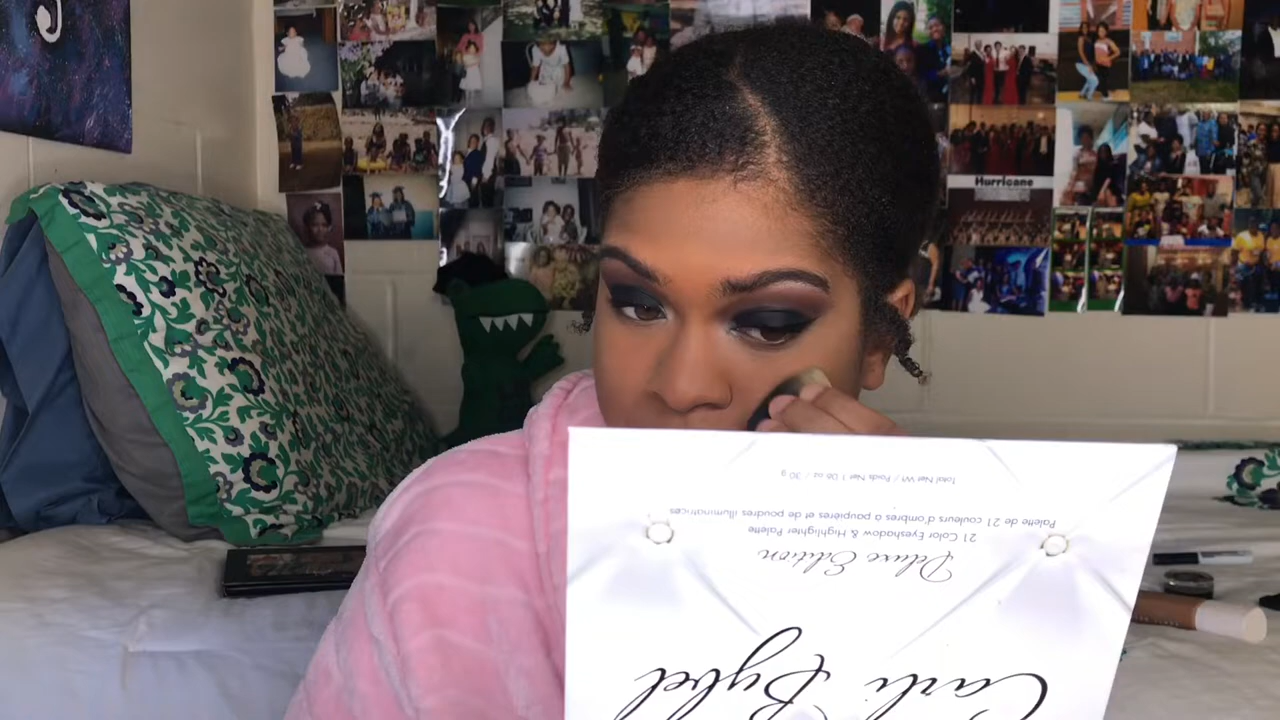 Hurricane
Carli Bybel
Deluxe Edition
21 Color Eyeshadow & Highlighter Palette
Palette de 21 couleurs d'ombres à paupières et de poudres illuminatrices
Total Net Wt / Poids Net 1.06 oz / 30 g